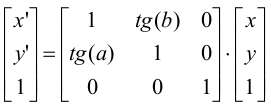 [x'] = [1 tg(b) 0] · [x]
[y'] = [tg(a) 1 0] · [y]
[1] = [0 0 1] · [1]